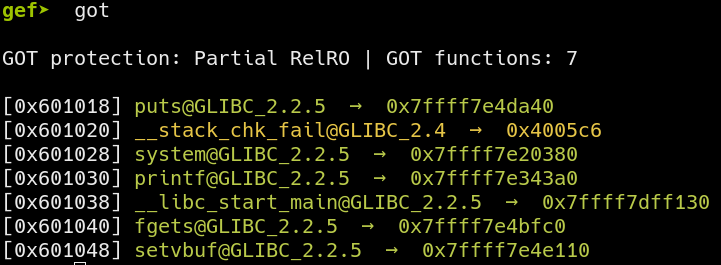 gef➤  got
GOT protection: Partial RelRO | GOT functions: 7
[0x601018] puts@GLIBC_2.2.5  →  0x7ffff7e4da40
[0x601020] __stack_chk_fail@GLIBC_2.4  →  0x4005c6
[0x601028] system@GLIBC_2.2.5  →  0x7ffff7e20380
[0x601030] printf@GLIBC_2.2.5  →  0x7ffff7e343a0
[0x601038] __libc_start_main@GLIBC_2.2.5  →  0x7ffff7dff130
[0x601040] fgets@GLIBC_2.2.5  →  0x7ffff7e4bfc0
[0x601048] setvbuf@GLIBC_2.2.5  →  0x7ffff7e4e110